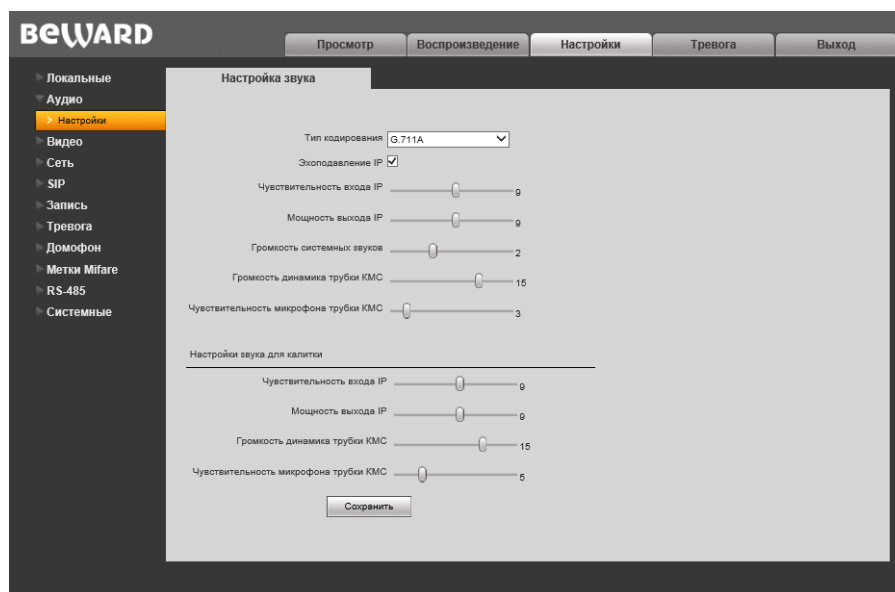 BEWARD
Просмотр
Воспроизведение
Настройки
Тревога
Выход
Локальные
Аудио
Настройки
Видео
Сеть
SIP
Запись
Тревога
Домофон
Метки Mifare
RS-485
Системные
Настройка звука
Тип кодирования G.711A
Эхоподавление IP
Чувствительность входа IP 9
Мощность выхода IP 9
Громкость системных звуков 2
Громкость динамика трубки КМС 15
Чувствительность микрофона трубки КМС 3
Настройки звука для калитки
Чувствительность входа IP 9
Мощность выхода IP 9
Громкость динамика трубки КМС 15
Чувствительность микрофона трубки КМС 5
Сохранить